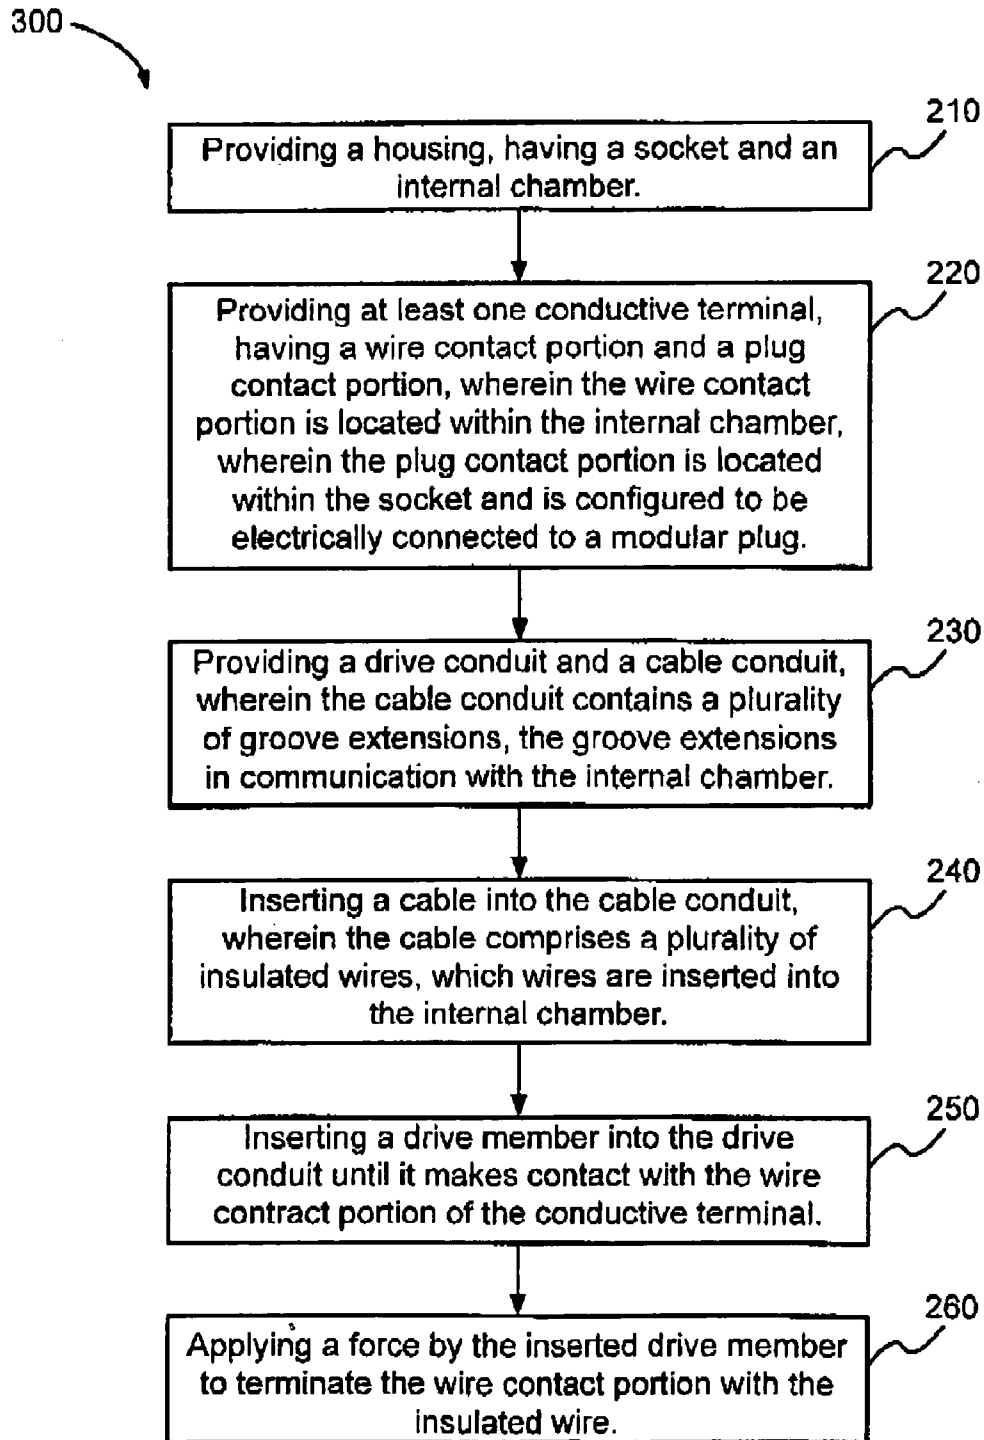 300
210
Providing a housing, having a socket and an
internal chamber.
220
Providing at least one conductive terminal,
having a wire contact portion and a plug
contact portion, wherein the wire contact
portion is located within the internal chamber,
wherein the plug contact portion is located
within the socket and is configured to be
electrically connected to a modular plug.
230
Providing a drive conduit and a cable conduit,
wherein the cable conduit contains a plurality
of groove extensions, the groove extensions
in communication with the internal chamber.
240
Inserting a cable into the cable conduit,
wherein the cable comprises a plurality of
insulated wires, which wires are inserted into
the internal chamber.
250
Inserting a drive member into the drive
conduit until it makes contact with the wire
contract portion of the conductive terminal.
260
Applying a force by the inserted drive member
to terminate the wire contact portion with the
insulated wire.